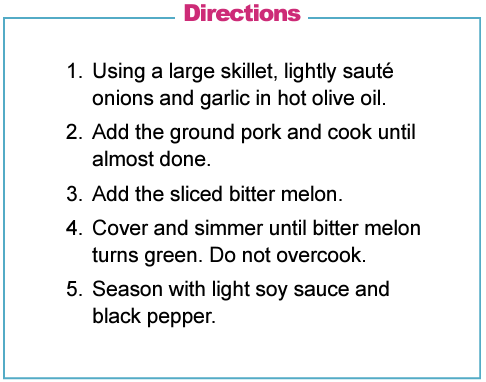 Directions
1. Using a large skillet, lightly sauté
onions and garlic in hot olive oil.
2. Add the ground pork and cook until
almost done.
3. Add the sliced bitter melon.
4. Cover and simmer until bitter melon
turns green. Do not overcook.
5. Season with light soy sauce and
black pepper.